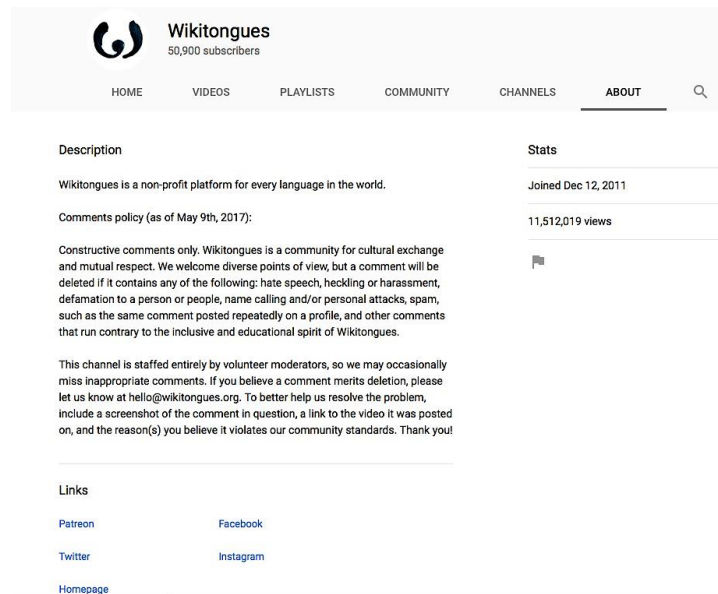 Wikitongues
50,900 subscribers
HOME VIDEOS PLAYLISTS COMMUNITY CHANNELS ABOUT
Description
Wikitongues is a non-profit platform for every language in the world.
Comments policy (as of May 9th, 2017):
Constructive comments only. Wikitongues is a community for cultural exchange
and mutual respect. We welcome diverse points of view, but a comment will be
deleted if it contains any of the following: hate speech, heckling or harassment,
defamation to a person or people, name calling and/or personal attacks, spam,
such as the same comment posted repeatedly on a profile, and other comments
that run contrary to the inclusive and educational spirit of Wikitongues.
This channel is staffed entirely by volunteer moderators, so we may occasionally
miss inappropriate comments. If you believe a comment merits deletion, please
let us know at hello@wikitongues.org. To better help us resolve the problem,
include a screenshot of the comment in question, a link to the video it was posted
on, and the reason(s) you believe it violates our community standards. Thank you!
Links
Patreon Facebook
Twitter Instagram
Homepage
Stats
Joined Dec 12, 2011
11,512,019 views